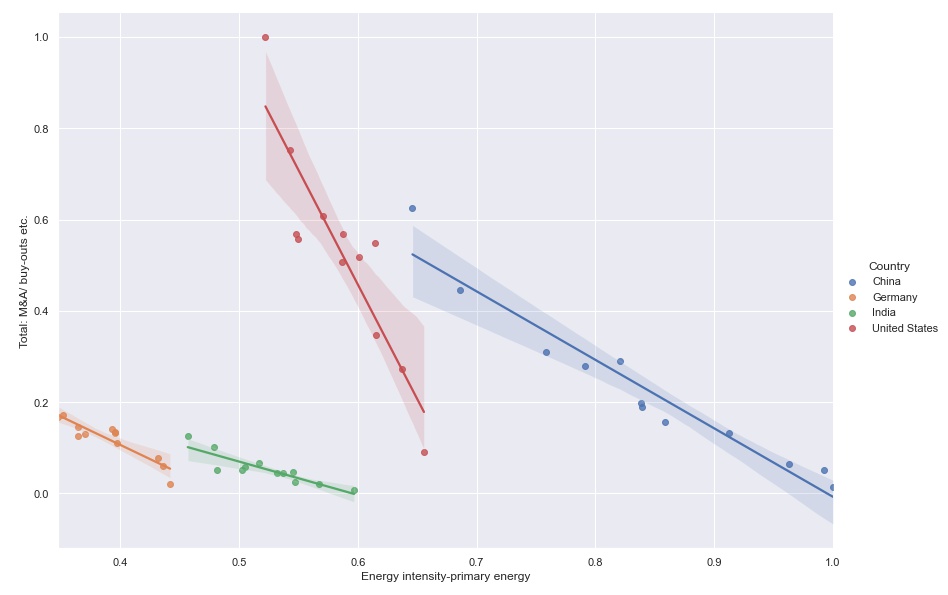 1.0
0.8
0.6
0.4
0.2
0.0
Total: M&A/ buy-outs etc.
0.4 0.5 0.6 0.7 0.8 0.9 1.0
Energy intensity-primary energy
Country
China
Germany
India
United States